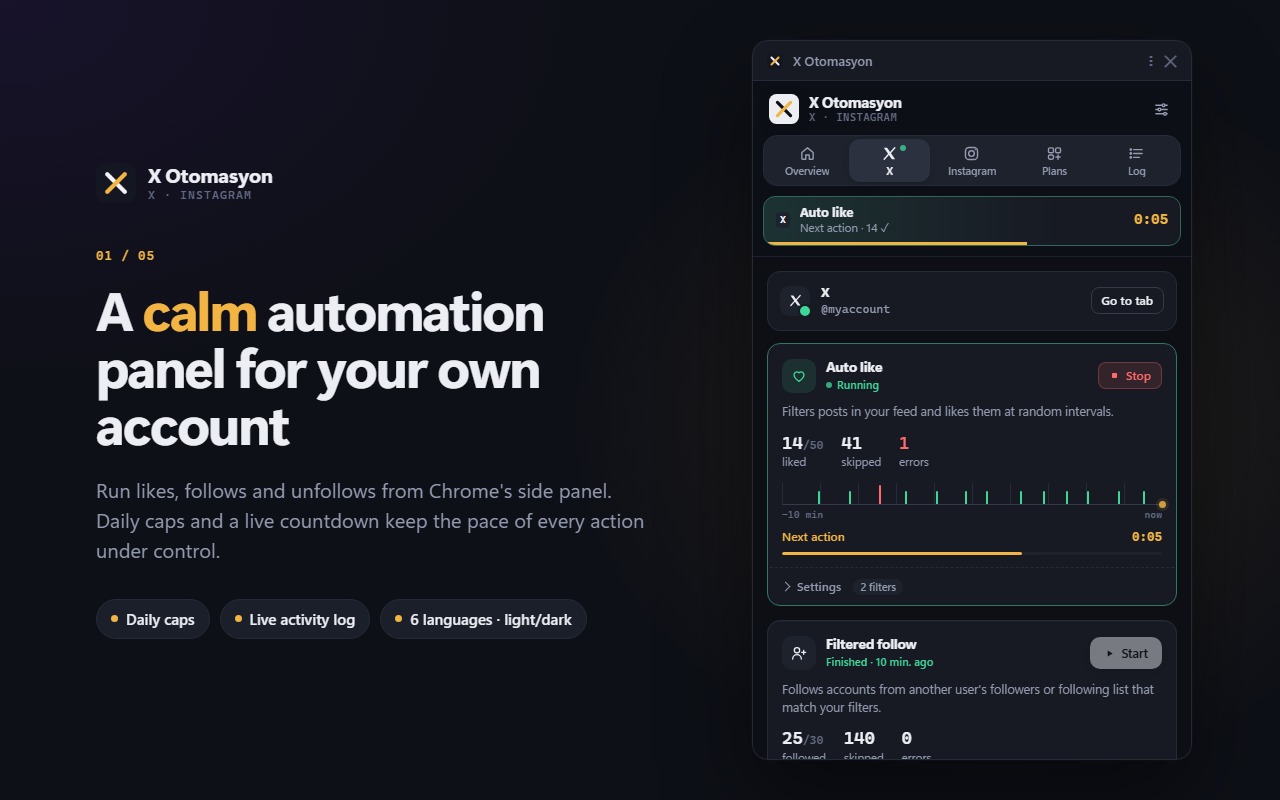 X Otomasyon
X · INSTAGRAM
01 / 05
A calm automation
panel for your own
account
Run likes, follows and unfollows from Chrome's side panel.
Daily caps and a live countdown keep the pace of every action
under control.
Daily caps
Live activity log
6 languages · light/dark
X Otomasyon
X Otomasyon
X · INSTAGRAM
Overview
X
Instagram
Plans
Log
X
Auto like
Next action · 14 ✓
0:05
X
@myaccount
Go to tab
Auto like
Running
Stop
Filters posts in your feed and likes them at random intervals.
14/50 41 1
liked skipped errors
−10 min now
Next action 0:05
Settings 2 filters
Filtered follow
Finished · 10 min. ago
Start
Follows accounts from another user's followers or following list that
match your filters.
25/30 140 0
followed skipped errors